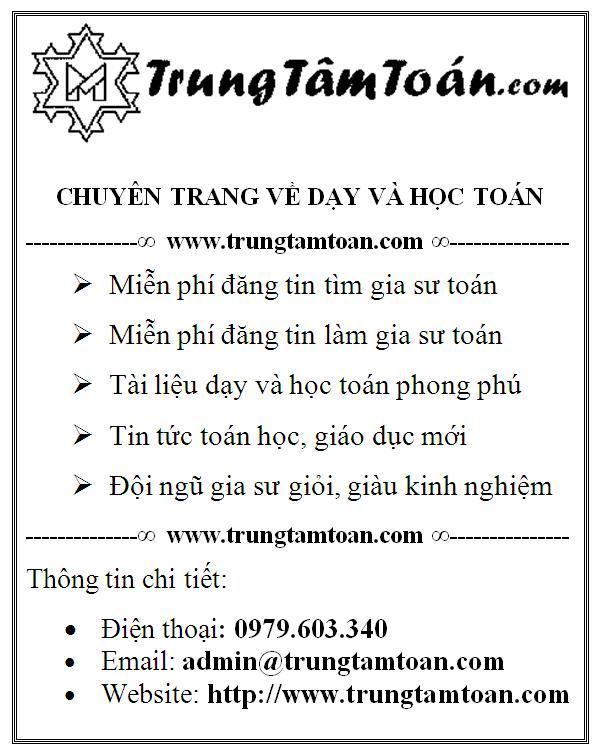 M TrungTâmToán.com
CHUYÊN TRANG VỀ DẠY VÀ HỌC TOÁN
--------------∞ www.trungtamtoan.com ∞---------------
➢ Miễn phí đăng tin tìm gia sư toán
➢ Miễn phí đăng tin làm gia sư toán
➢ Tài liệu dạy và học toán phong phú
➢ Tin tức toán học, giáo dục mới
➢ Đội ngũ gia sư giỏi, giàu kinh nghiệm
--------------∞ www.trungtamtoan.com ∞---------------
Thông tin chi tiết:
• Điện thoại: 0979.603.340
• Email: admin@trungtamtoan.com
• Website: http://www.trungtamtoan.com